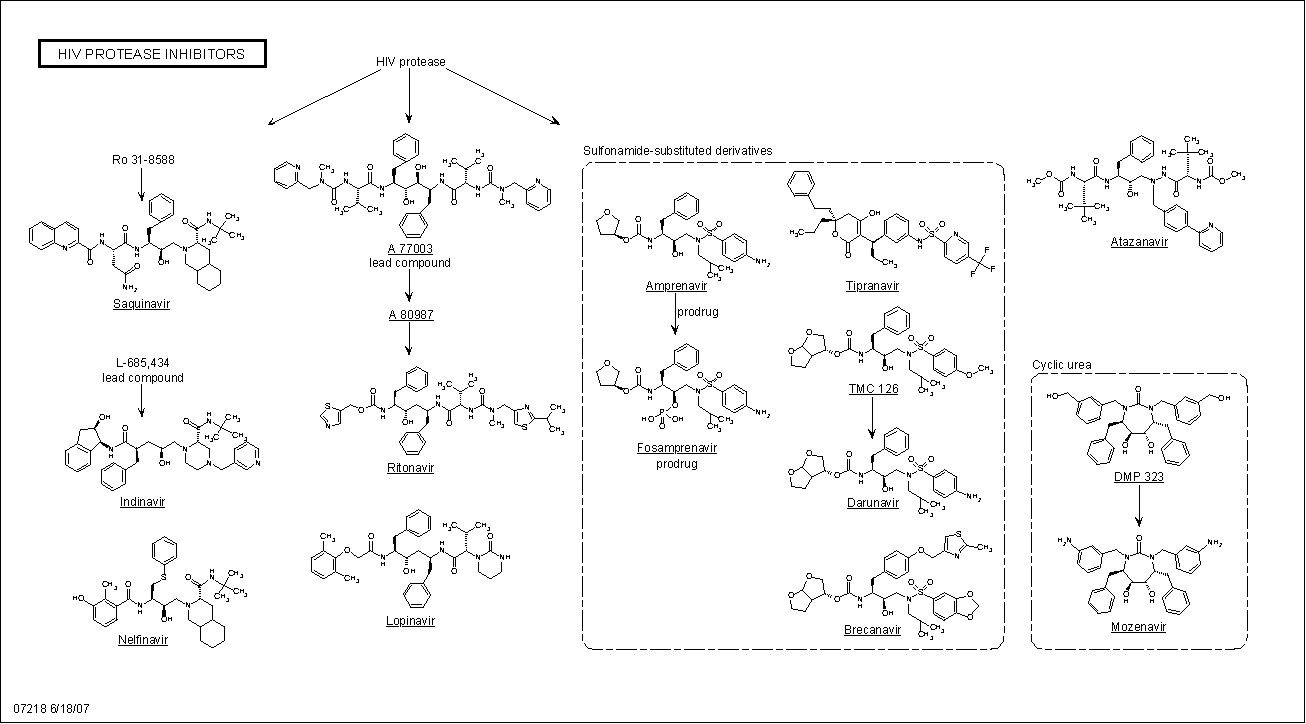 HIV PROTEASE INHIBITORS
HIV protease
Ro 31-8588
Saquinavir
L-685,434
lead compound
Indinavir
Nelfinavir
A 77003
lead compound
A 80987
Ritonavir
Lopinavir
Sulfonamide-substituted derivatives
Amprenavir
prodrug
Fosamprenavir
prodrug
Tipranavir
TMC 126
Darunavir
Brecanavir
Atazanavir
Cyclic urea
DMP 323
Mozenavir
07218 6/18/07